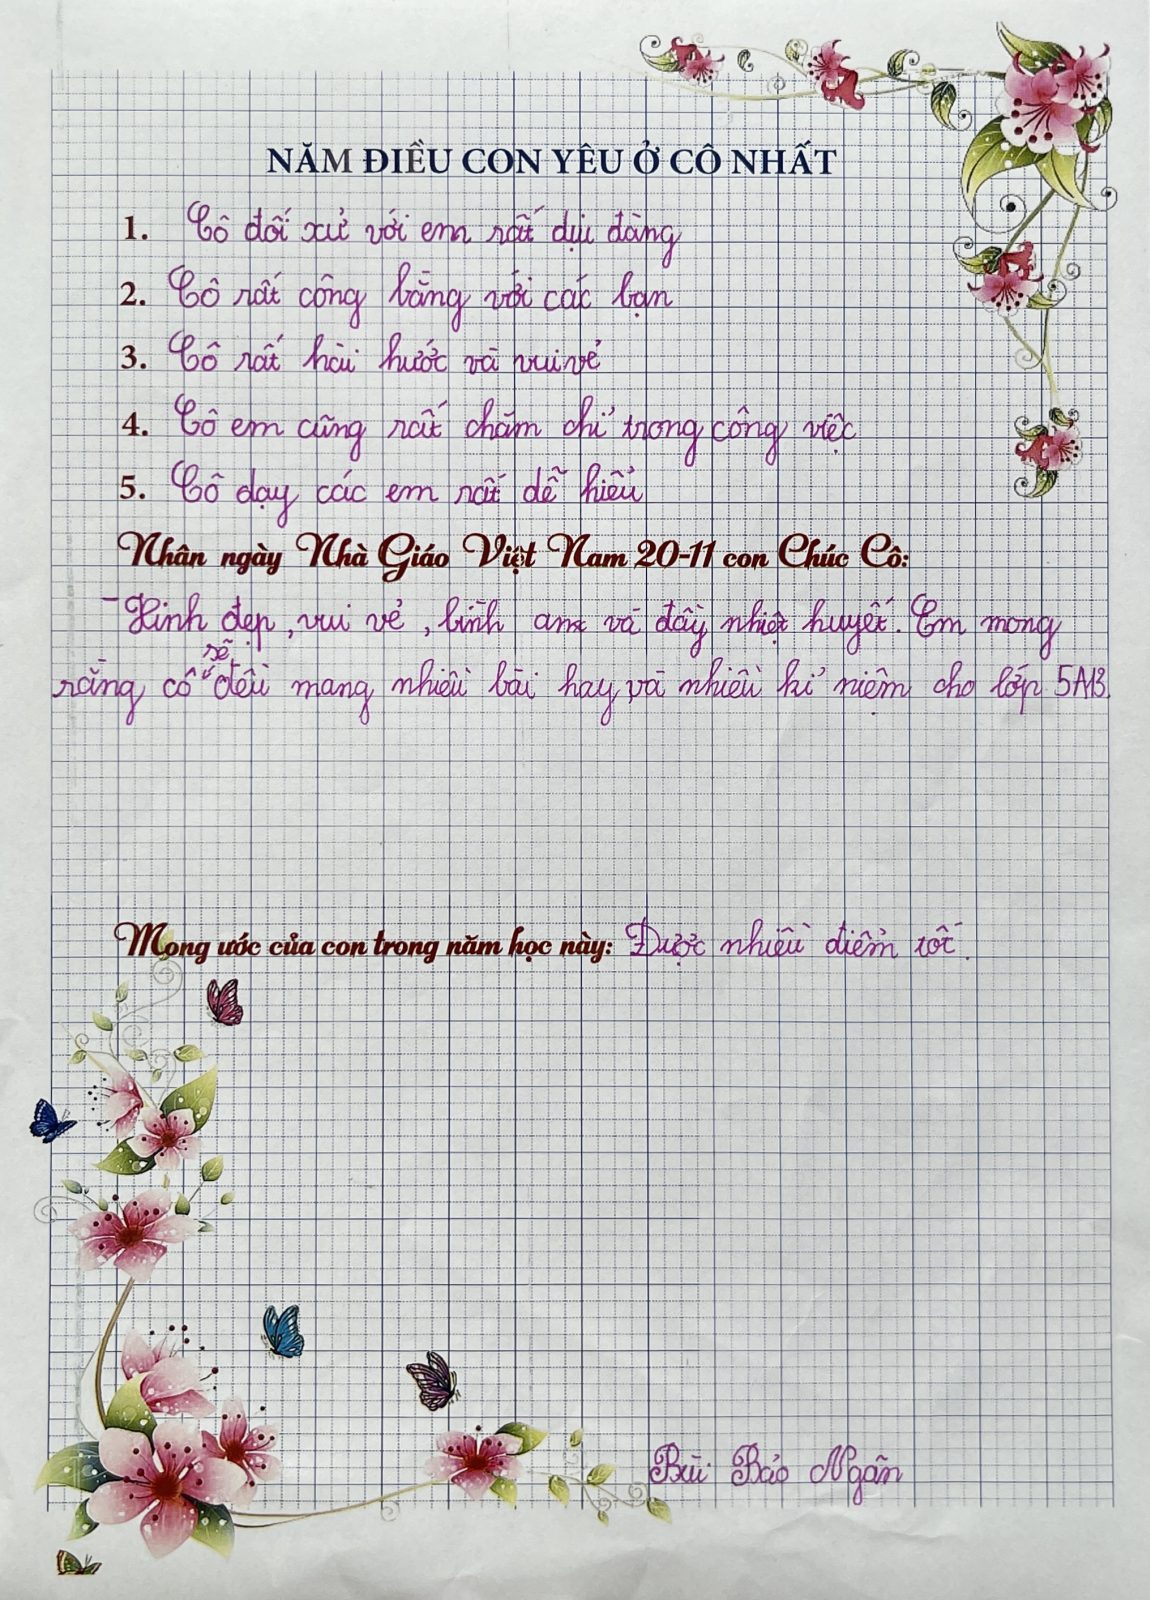 NĂM ĐIỀU CON YÊU Ở CÔ NHẤT
1. Cô đối xử với em rất dịu dàng
2. Cô rất công bằng với các bạn
3. Cô rất hài hước và vui vẻ
4. Cô em cũng rất chăm chỉ trong công việc
5. Cô dạy các em rất dễ hiểu
Nhân ngày Nhà Giáo Việt Nam 20-11 con Chúc Cô:
- Xinh đẹp, vui vẻ, bình an và đầy nhiệt huyết. Em mong
rằng cô sẽ đều mang nhiều bài hay và nhiều kỉ niệm cho lớp 5A13.
Mong ước của con trong năm học này: Được nhiều điểm tốt.
Bùi Bảo Ngân